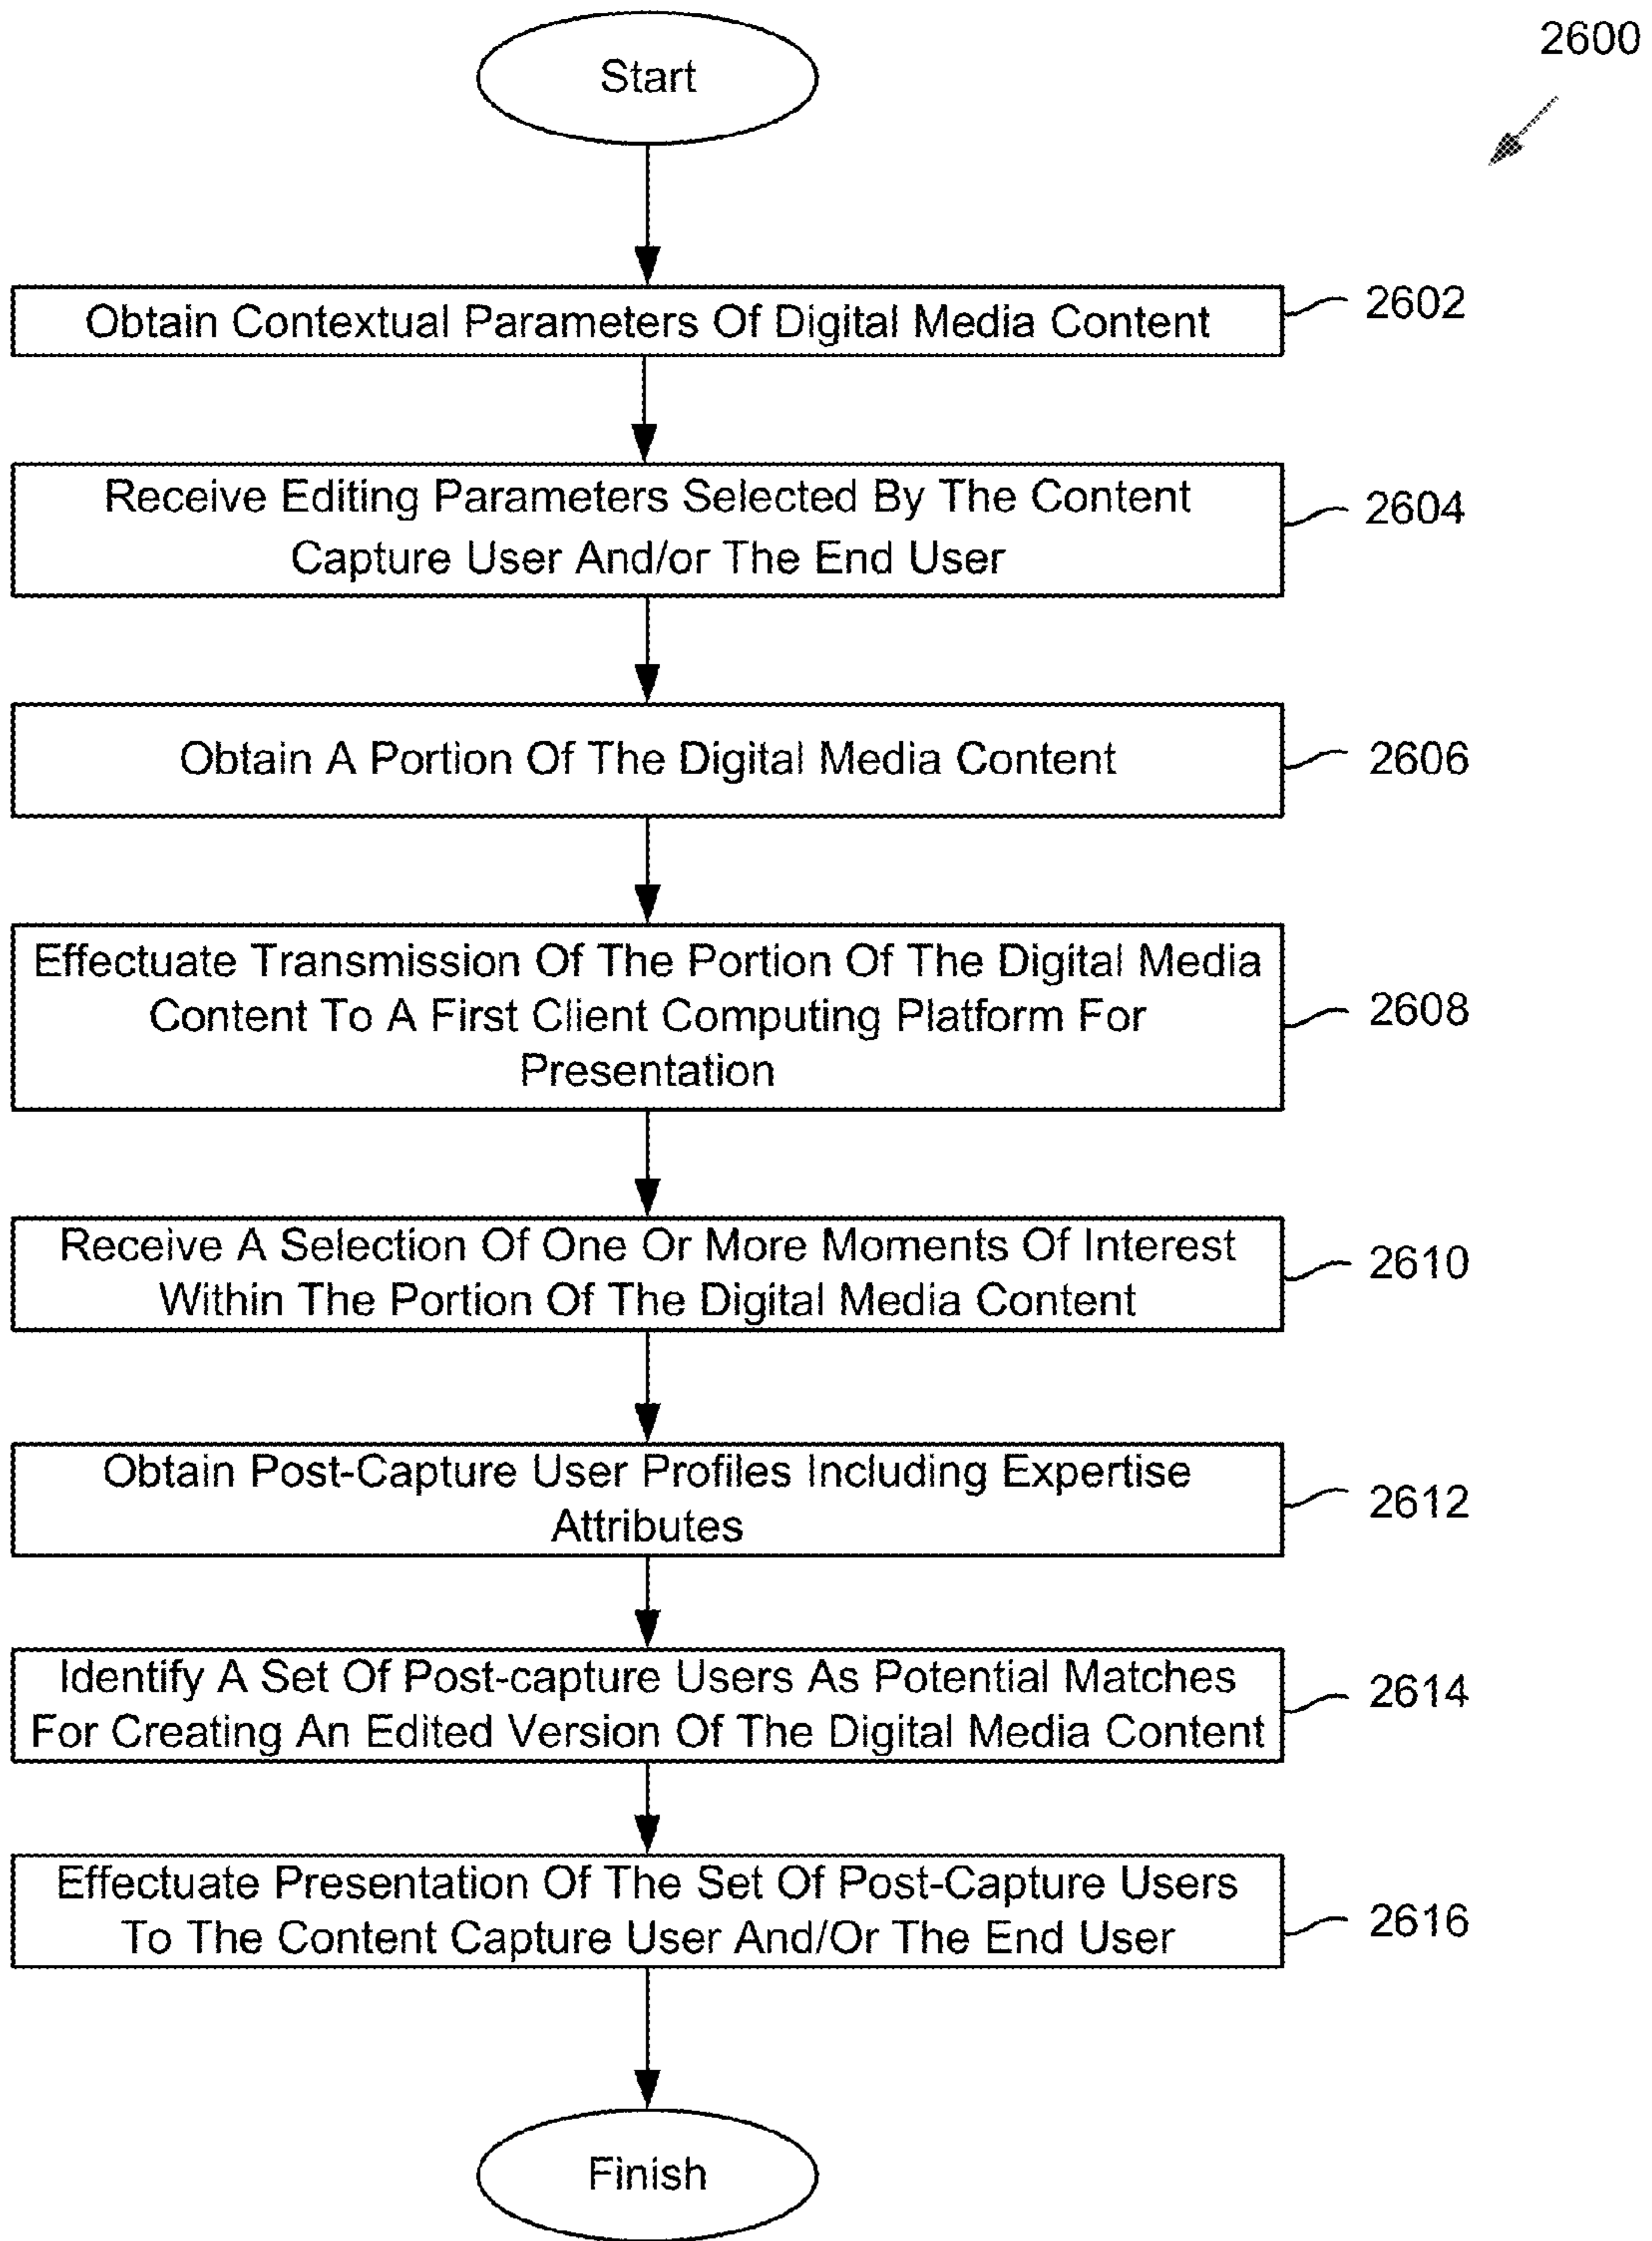 2600
Start
Obtain Contextual Parameters Of Digital Media Content
2602
Receive Editing Parameters Selected By The Content
Capture User And/or The End User
2604
Obtain A Portion Of The Digital Media Content
2606
Effectuate Transmission Of The Portion Of The Digital Media
Content To A First Client Computing Platform For
Presentation
2608
Receive A Selection Of One Or More Moments Of Interest
Within The Portion Of The Digital Media Content
2610
Obtain Post-Capture User Profiles Including Expertise
Attributes
2612
Identify A Set Of Post-capture Users As Potential Matches
For Creating An Edited Version Of The Digital Media Content
2614
Effectuate Presentation Of The Set Of Post-Capture Users
To The Content Capture User And/Or The End User
2616
Finish